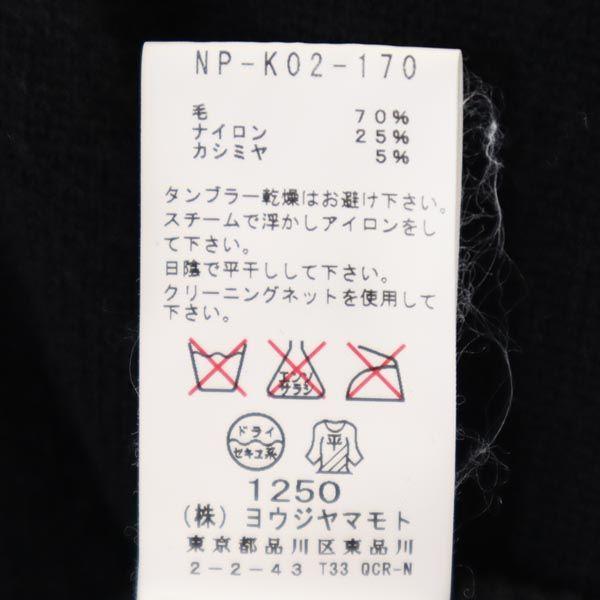 NP-K02-170
毛 70%
ナイロン 25%
カシミヤ 5%
タンブラー乾燥はお避け下さい。
スチームで浮かしアイロンをし
て下さい。
日陰で平干しして下さい。
クリーニングネットを使用して
下さい。
エンソ
サラシ
ドライ
セキユ系
平
1250
(株)ヨウジヤマモト
東京都品川区東品川
2-2-43 T33 QCR-N